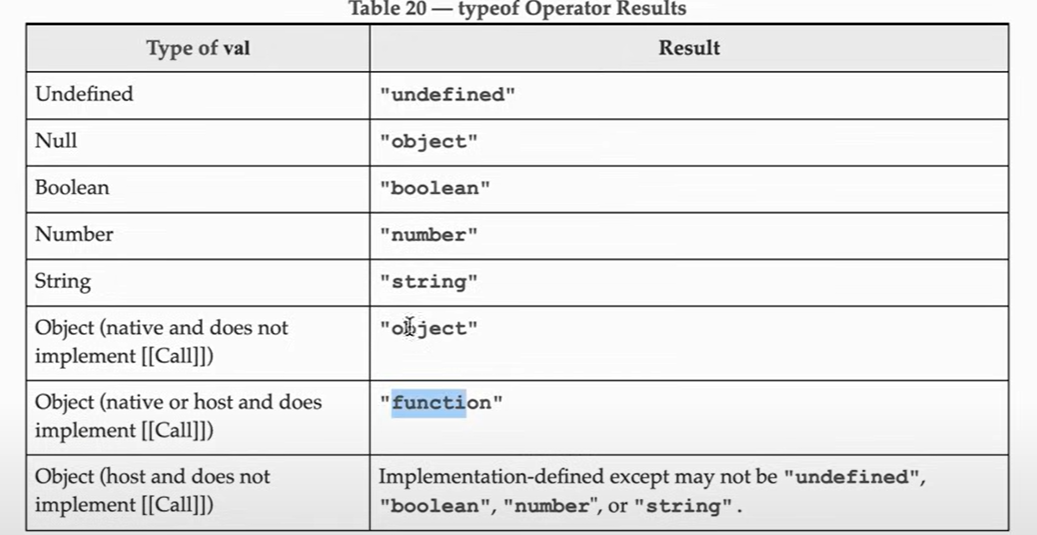 Table 20 — typeof Operator Results
Type of val Result
Undefined "undefined"
Null "object"
Boolean "boolean"
Number "number"
String "string"
Object (native and does not "object"
implement [[Call]])
Object (native or host and does "function"
implement [[Call]])
Object (host and does not Implementation-defined except may not be "undefined",
implement [[Call]]) "boolean", "number", or "string".